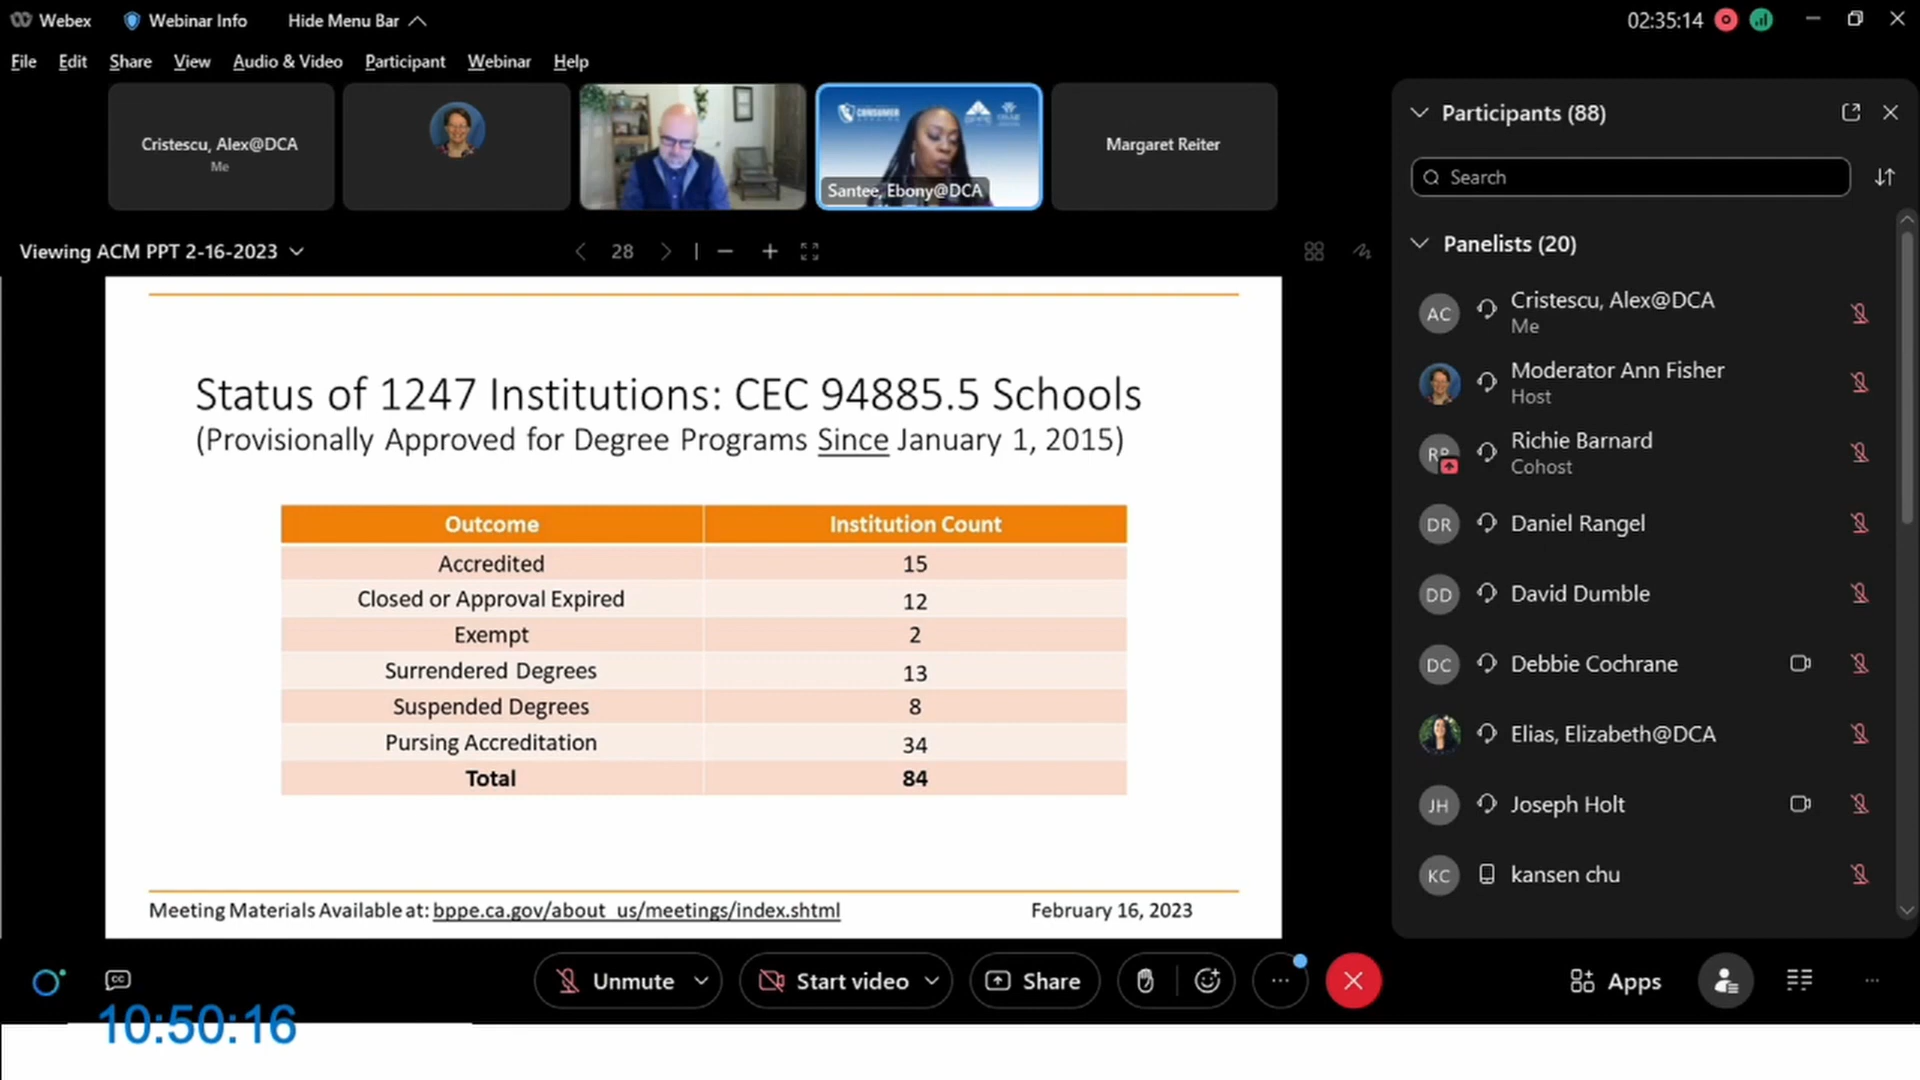 Webex
Webinar Info
Hide Menu Bar
02:35:14
File Edit Share View Audio & Video Participant Webinar Help
Cristescu, Alex@DCA
Me
CONSUMER
Santee, Ebony@DCA
Margaret Reiter
Viewing ACM PPT 2-16-2023
28
Status of 1247 Institutions: CEC 94885.5 Schools
(Provisionally Approved for Degree Programs Since January 1, 2015)
Outcome Institution Count
Accredited 15
Closed or Approval Expired 12
Exempt 2
Surrendered Degrees 13
Suspended Degrees 8
Pursing Accreditation 34
Total 84
Meeting Materials Available at: bppe.ca.gov/about_us/meetings/index.shtml February 16, 2023
Participants (88)
Search
Panelists (20)
AC Cristescu, Alex@DCA
Me
Moderator Ann Fisher
Host
Richie Barnard
Cohost
DR Daniel Rangel
DD David Dumble
DC Debbie Cochrane
Elias, Elizabeth@DCA
JH Joseph Holt
KC kansen chu
CC
Unmute
Start video
Share
Apps
10:50:16